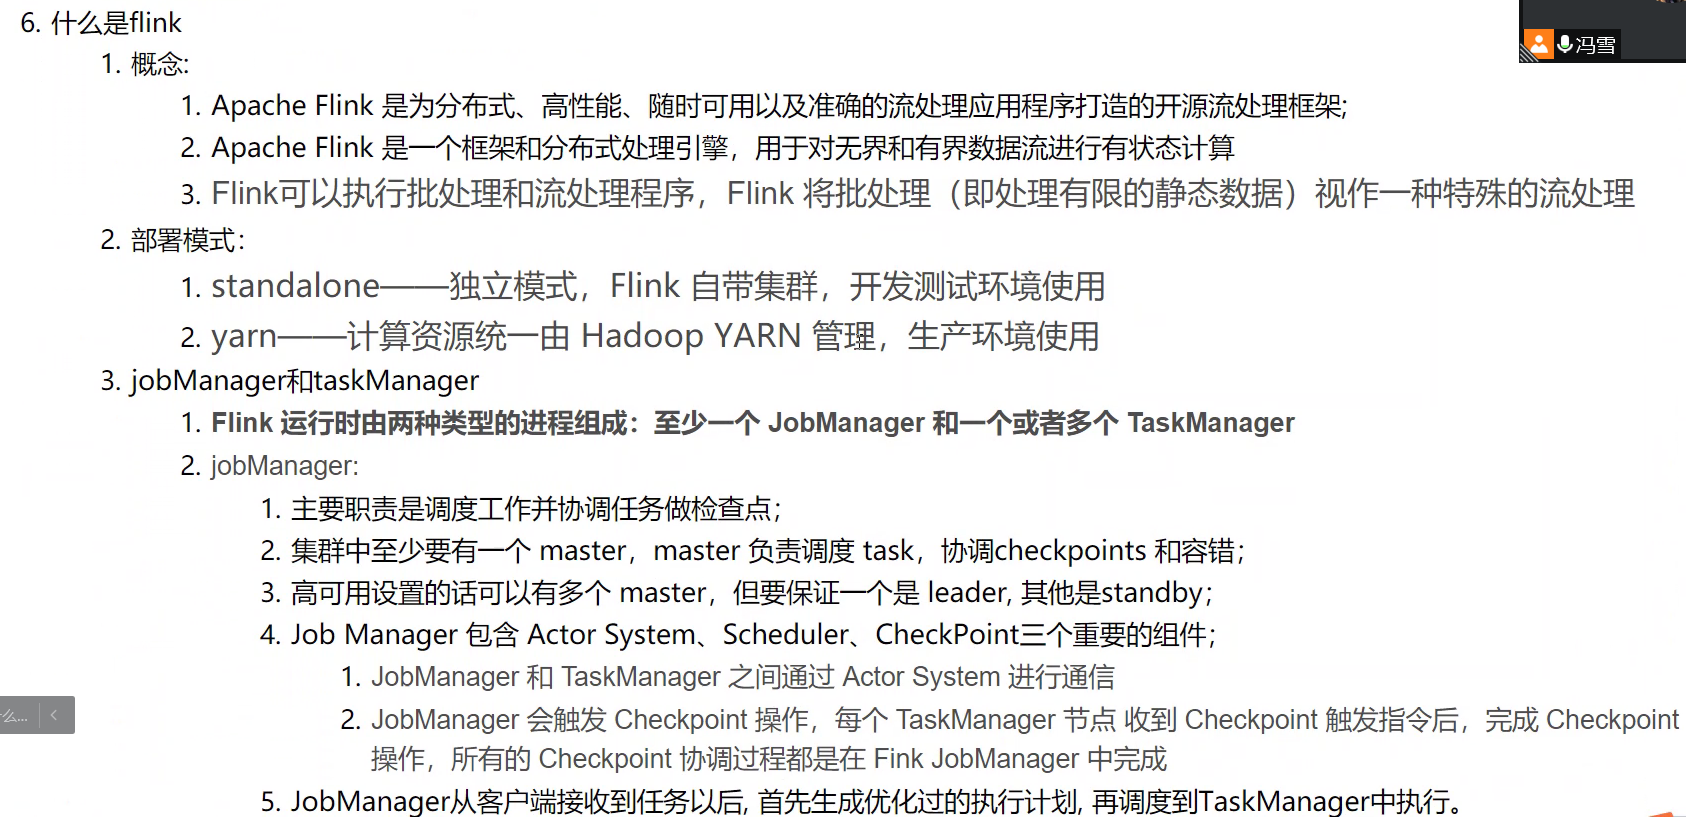 6. 什么是flink
冯雪
1. 概念:
1. Apache Flink 是为分布式、高性能、随时可用以及准确的流处理应用程序打造的开源流处理框架;
2. Apache Flink 是一个框架和分布式处理引擎，用于对无界和有界数据流进行有状态计算
3. Flink可以执行批处理和流处理程序，Flink 将批处理（即处理有限的静态数据）视作一种特殊的流处理
2. 部署模式：
1. standalone——独立模式，Flink 自带集群，开发测试环境使用
2. yarn——计算资源统一由 Hadoop YARN 管理，生产环境使用
3. jobManager和taskManager
1. Flink 运行时由两种类型的进程组成：至少一个 JobManager 和一个或者多个 TaskManager
2. jobManager:
1. 主要职责是调度工作并协调任务做检查点；
2. 集群中至少要有一个 master，master 负责调度 task，协调checkpoints 和容错；
3. 高可用设置的话可以有多个 master，但要保证一个是 leader, 其他是standby；
4. Job Manager 包含 Actor System、Scheduler、CheckPoint三个重要的组件；
1. JobManager 和 TaskManager 之间通过 Actor System 进行通信
2. JobManager 会触发 Checkpoint 操作，每个 TaskManager 节点 收到 Checkpoint 触发指令后，完成 Checkpoint
操作，所有的 Checkpoint 协调过程都是在 Fink JobManager 中完成
5. JobManager从客户端接收到任务以后, 首先生成优化过的执行计划, 再调度到TaskManager中执行。